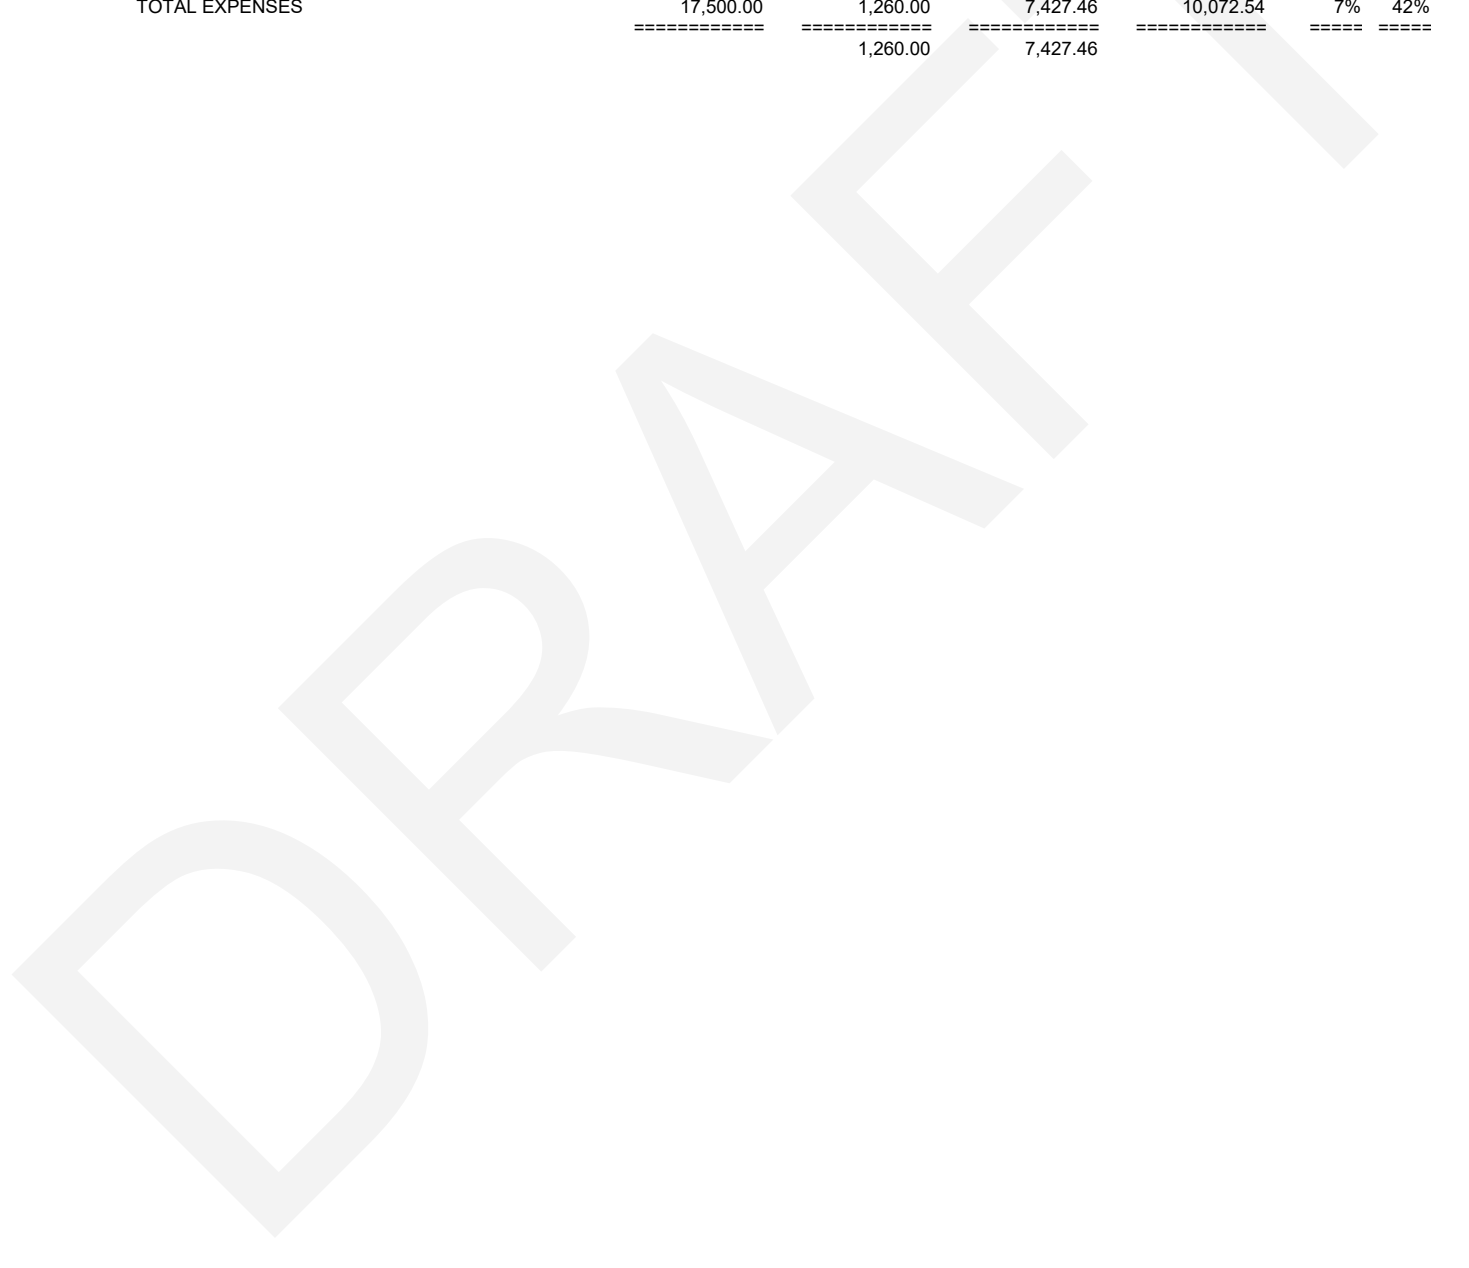 TOTAL EXPENSES 17,500.00 1,260.00 7,427.46 10,072.54 7% 42%
============ ============ ============ ============ ===== =====
1,260.00 7,427.46
DRAFT